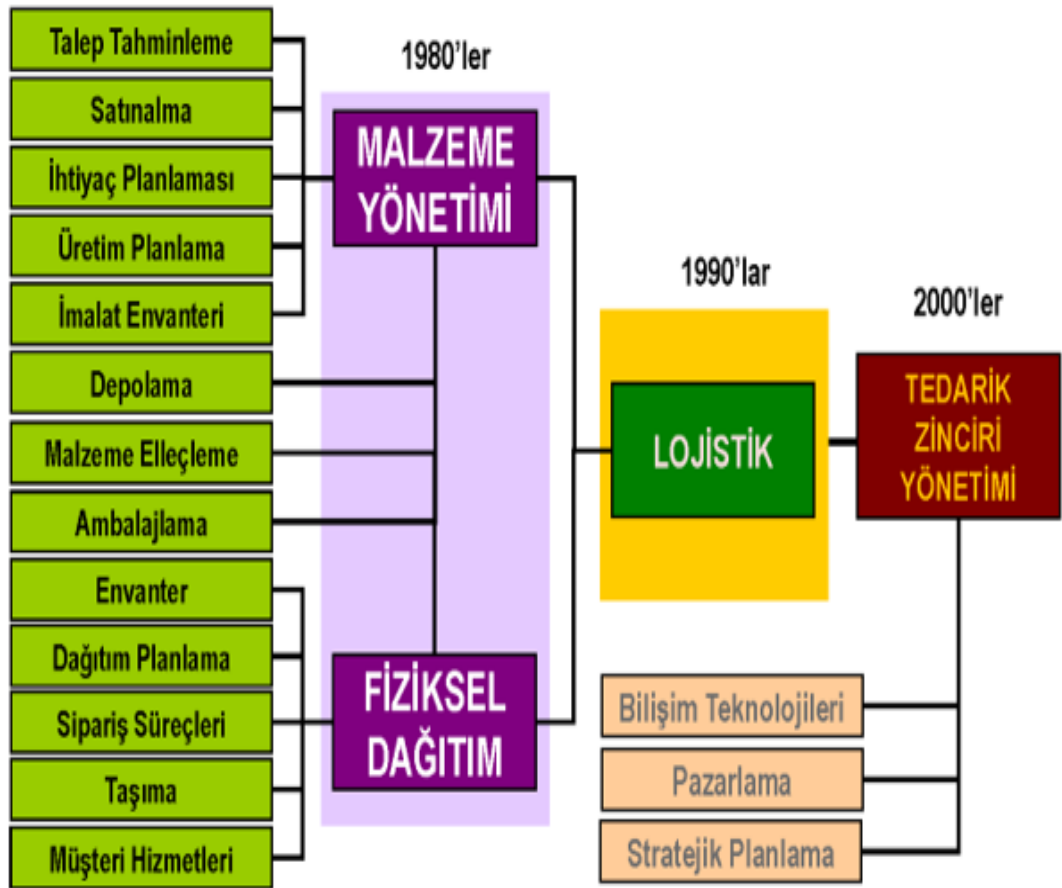 Talep Tahminleme
Satınalma
İhtiyaç Planlaması
Üretim Planlama
İmalat Envanteri
Depolama
Malzeme Elleçleme
Ambalajlama
Envanter
Dağıtım Planlama
Sipariş Süreçleri
Taşıma
Müşteri Hizmetleri
1980’ler
MALZEME
YÖNETİMİ
FİZİKSEL
DAĞITIM
1990’lar
LOJİSTİK
2000’ler
TEDARİK
ZİNCİRİ
YÖNETİMİ
Bilişim Teknolojileri
Pazarlama
Stratejik Planlama